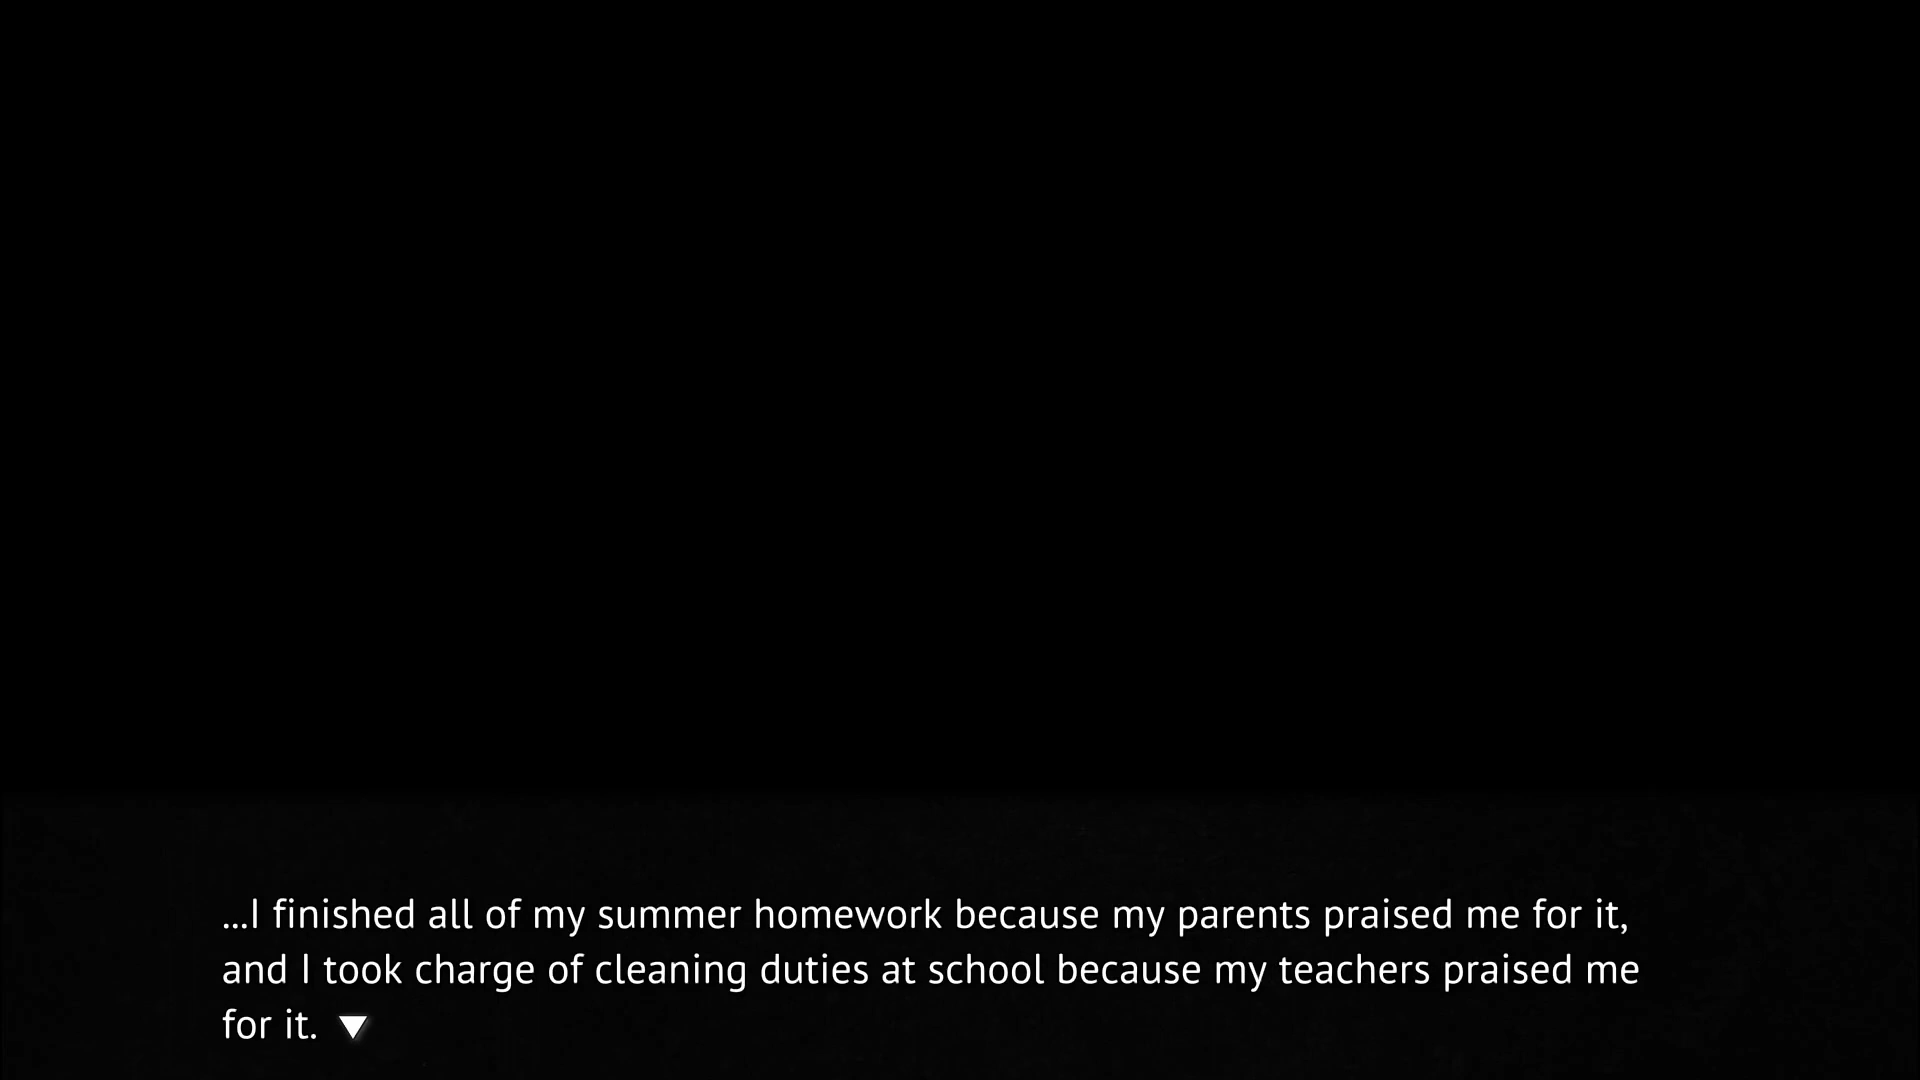 ...I finished all of my summer homework because my parents praised me for it,
and I took charge of cleaning duties at school because my teachers praised me
for it.